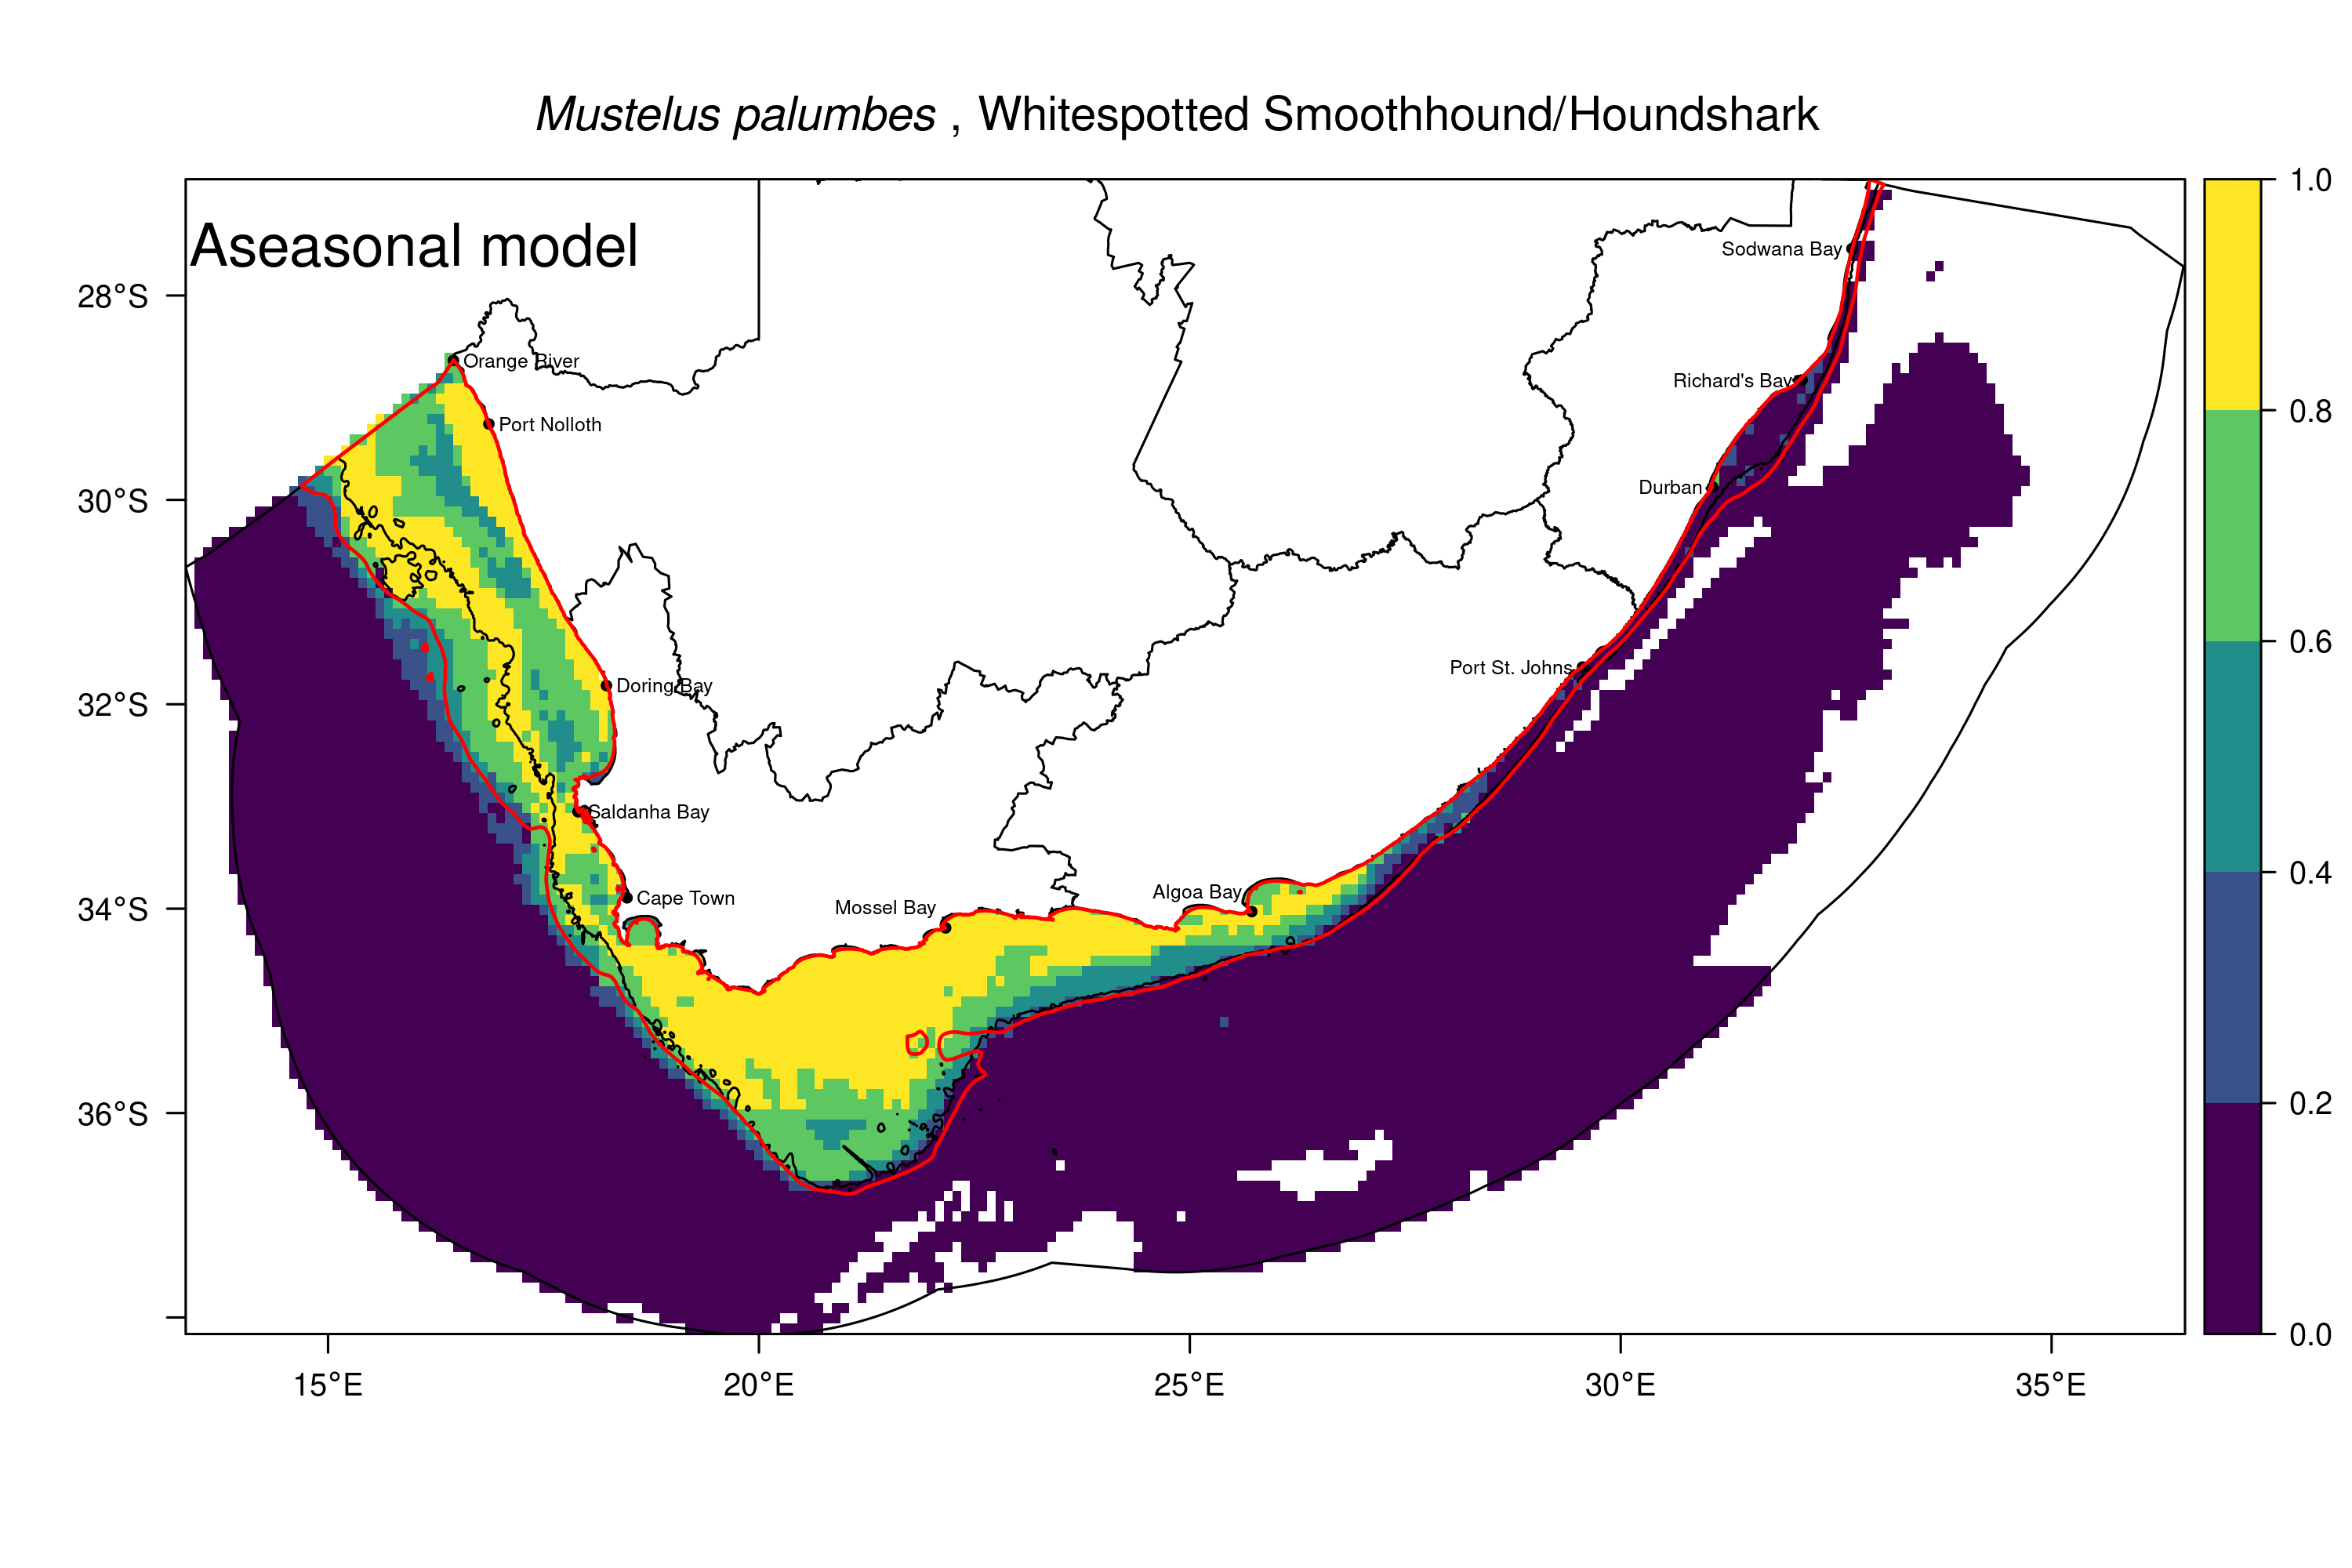 Mustelus palumbes , Whitespotted Smoothhound/Houndshark
Aseasonal model
1.0
0.8
0.6
0.4
0.2
0.0
28°S
30°S
32°S
34°S
36°S
Sodwana Bay
Orange River
Richard's Bay
Port Nolloth
Durban
Port St. Johns
Doring Bay
Saldanha Bay
Algoa Bay
Cape Town
Mossel Bay
15°E
20°E
25°E
30°E
35°E